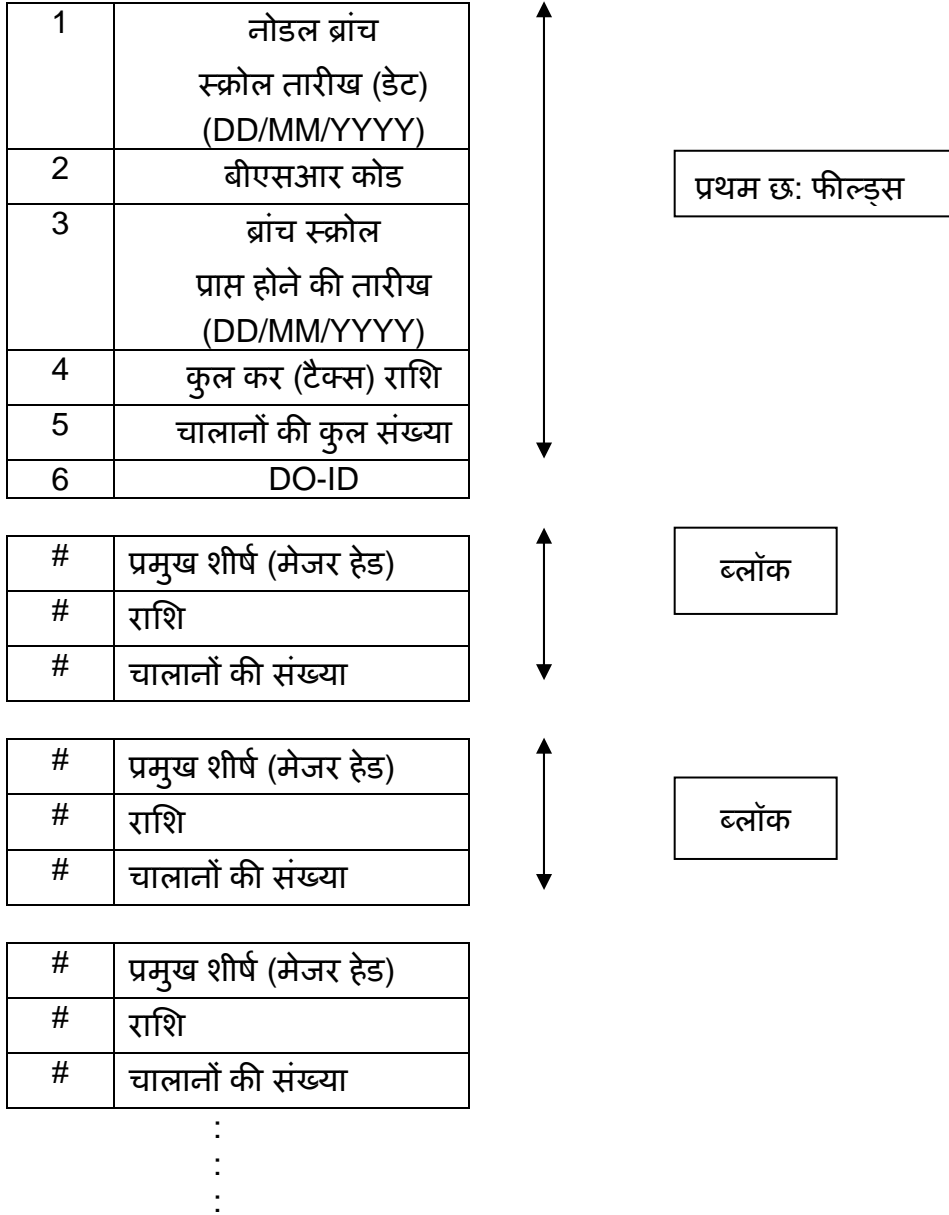 1 नोडल ब्रांच
स्क्रोल तारीख (डेट)
(DD/MM/YYYY)
2 बीएसआर कोड
3 ब्रांच स्क्रोल
प्राप्त होने की तारीख
(DD/MM/YYYY)
4 कुल कर (टैक्स) राशि
5 चालानों की कुल संख्या
6 DO-ID
प्रथम छ: फील्ड्स
# प्रमुख शीर्ष (मेजर हेड)
# राशि
# चालानों की संख्या
ब्लॉक
# प्रमुख शीर्ष (मेजर हेड)
# राशि
# चालानों की संख्या
ब्लॉक
# प्रमुख शीर्ष (मेजर हेड)
# राशि
# चालानों की संख्या
:
:
: